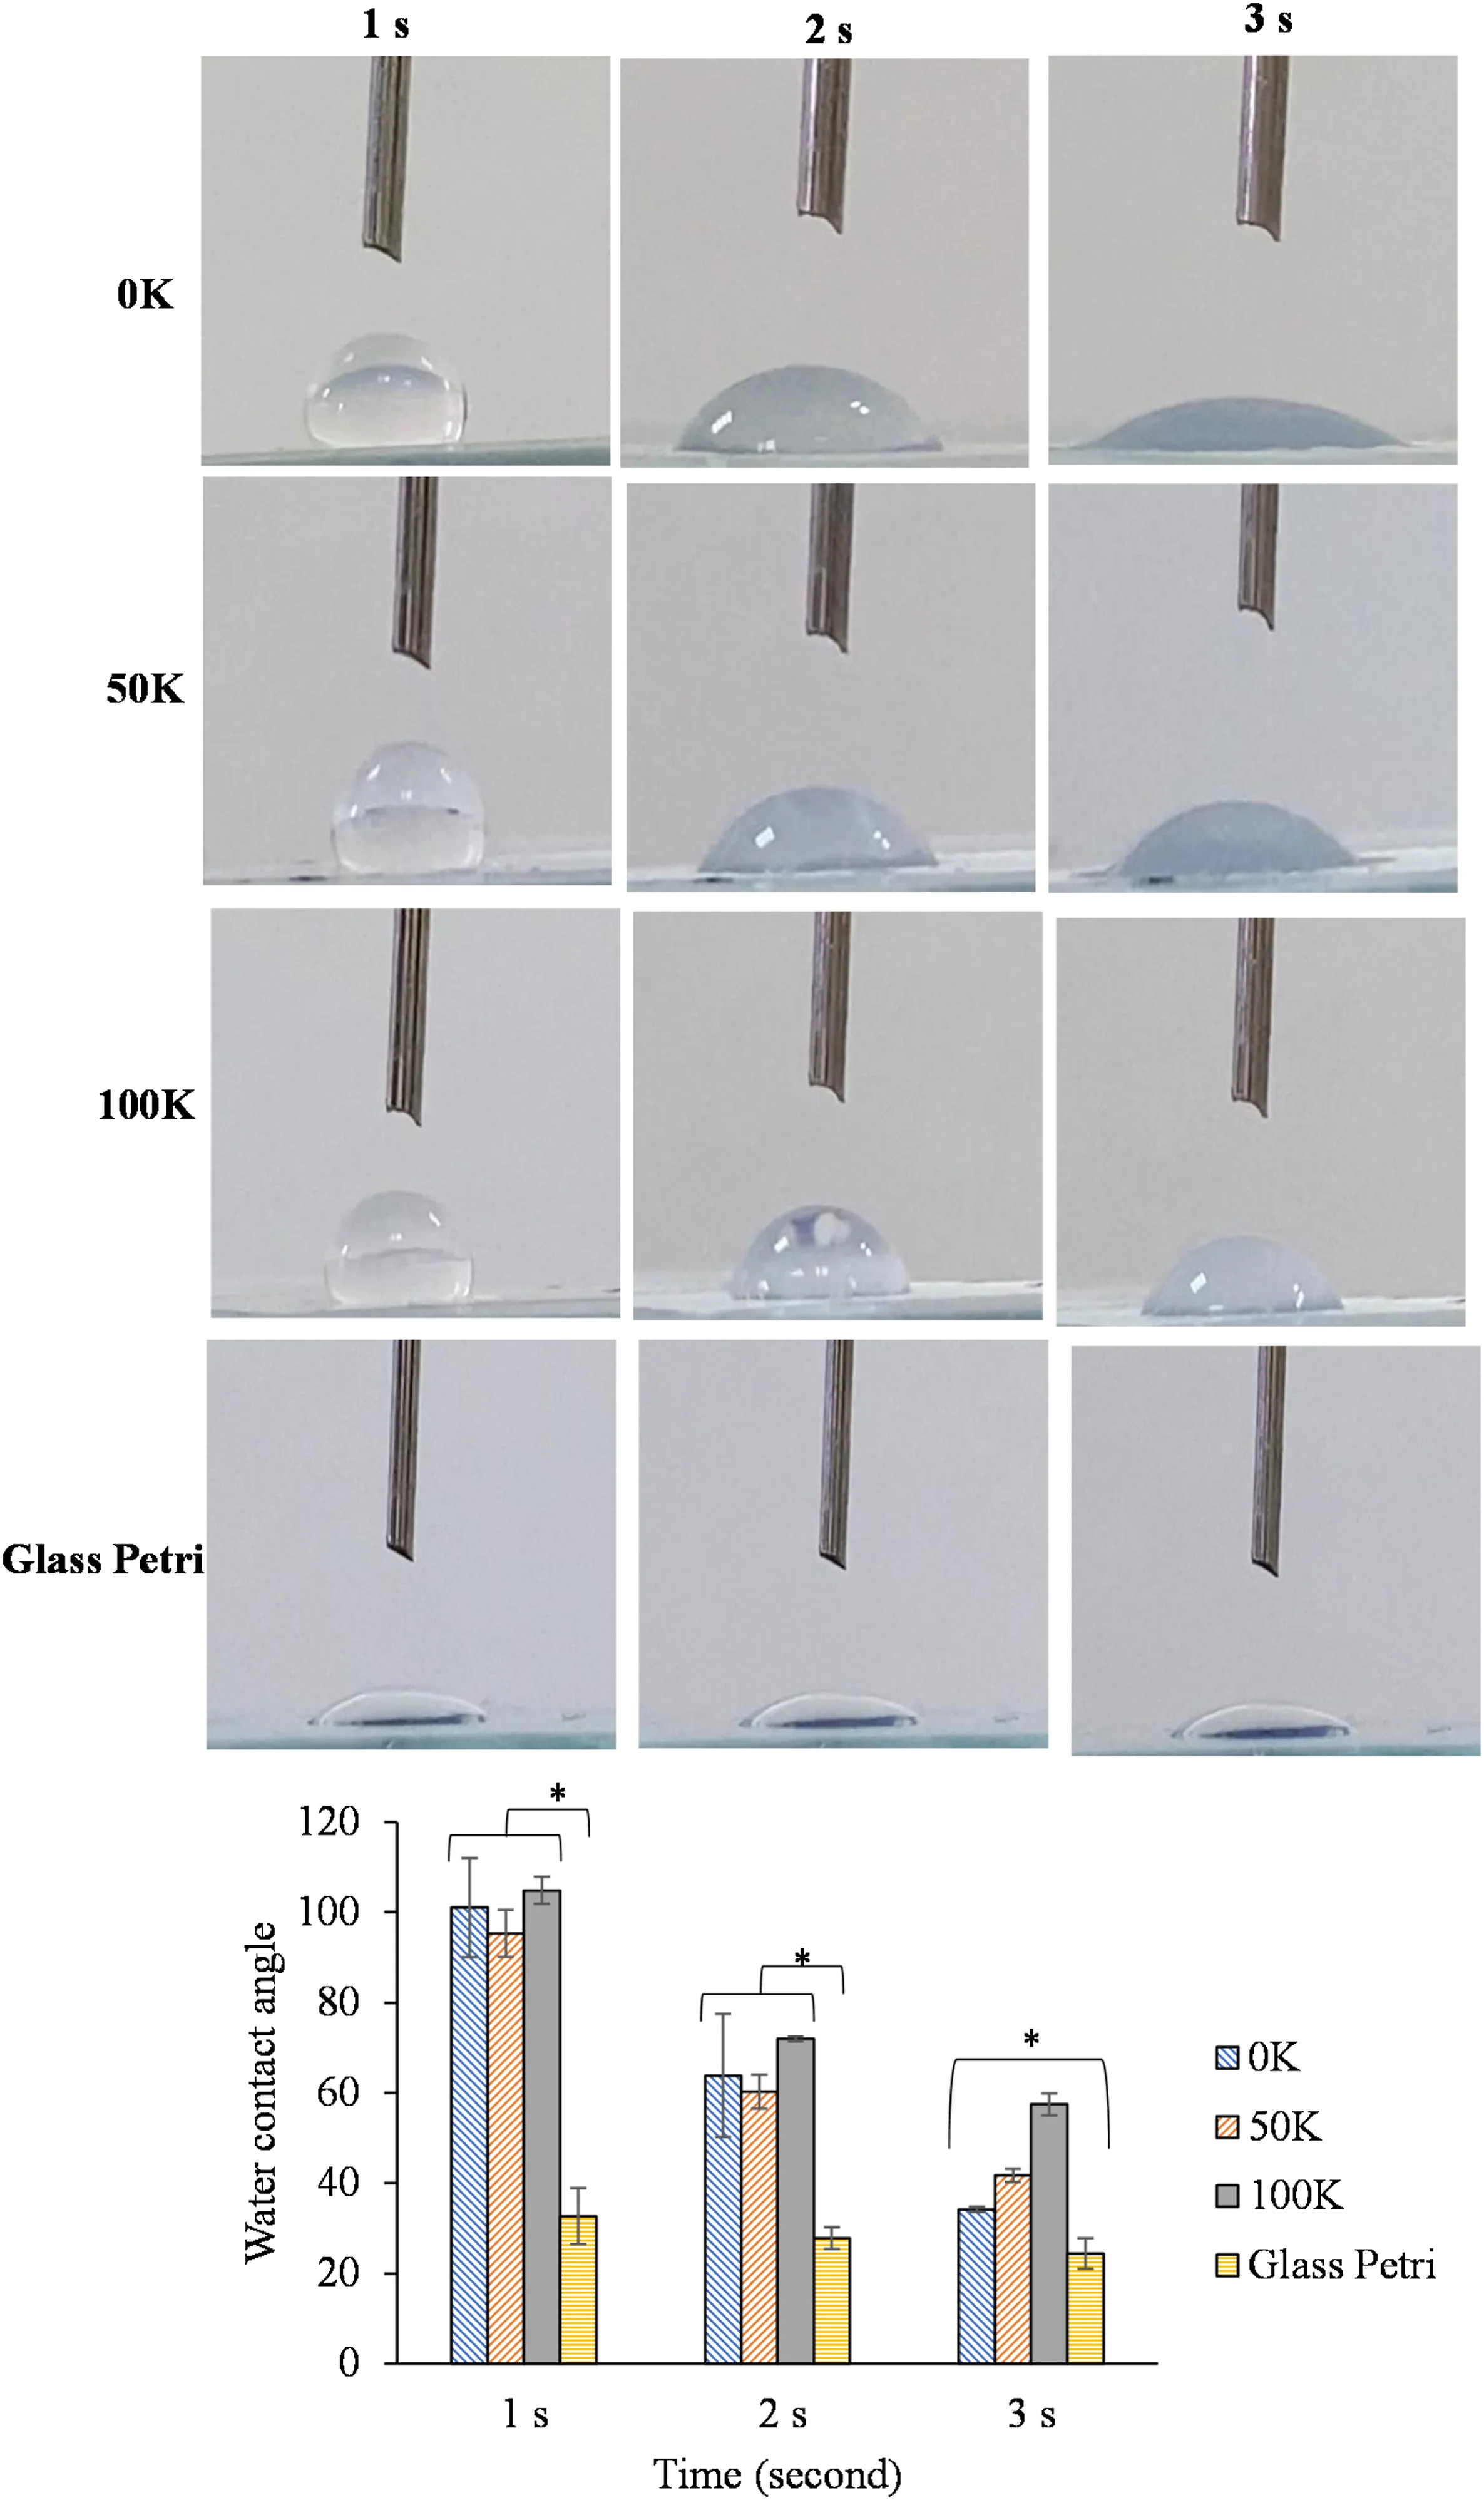 1 s
2 s
3 s
0K
50K
100K
Glass Petri
*
*
*
120
100
80
60
40
20
0
Water contact angle
1 s
2 s
3 s
Time (second)
0K
50K
100K
Glass Petri